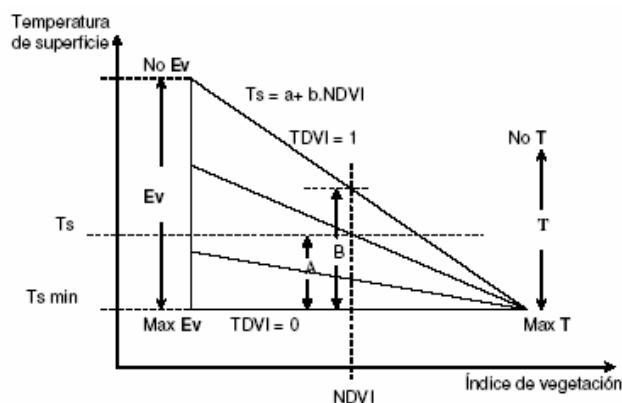 Temperatura
de superficie
No Ev
Ts = a+ b.NDVI
TDVI = 1
No T
Ev
T
Ts
B
A
Ts min
Max Ev
TDVI = 0
Max T
Índice de vegetación
NDVI